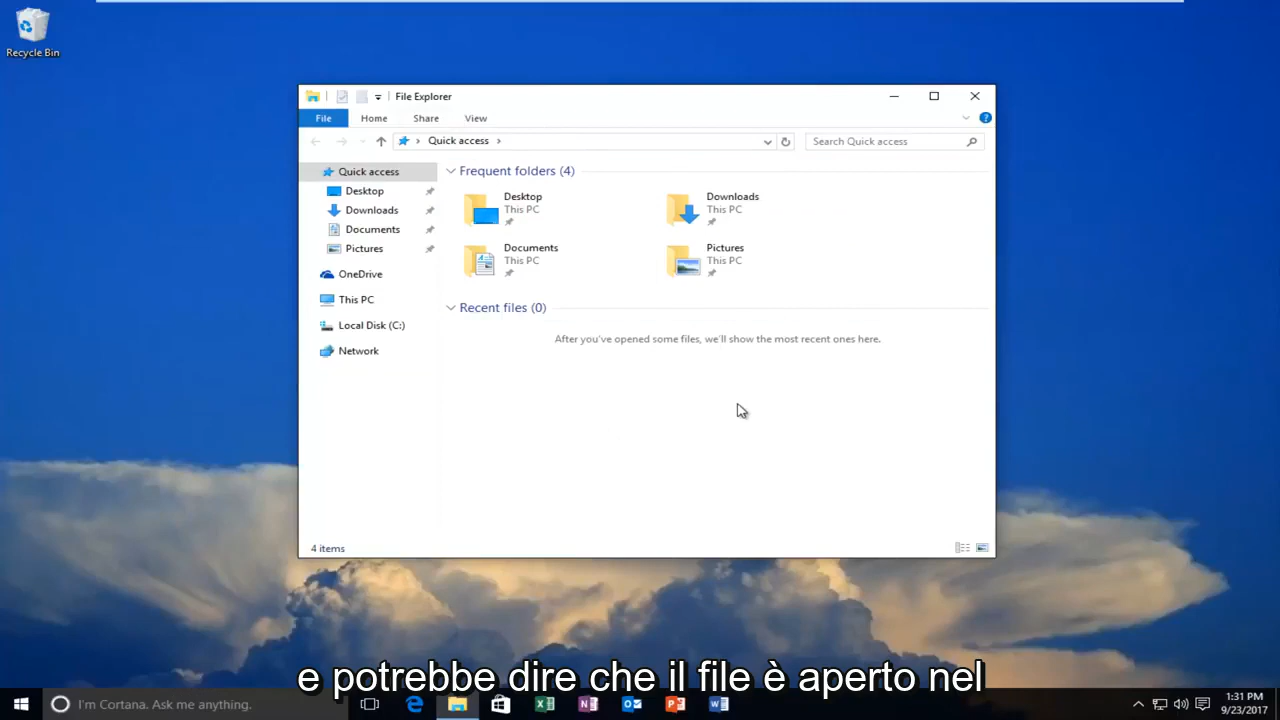 Recycle Bin
File Explorer
File Home Share View
Quick access
Search Quick access
Quick access
Desktop
Downloads
Documents
Pictures
OneDrive
This PC
Local Disk (C:)
Network
Frequent folders (4)
Desktop
This PC
Downloads
This PC
Documents
This PC
Pictures
This PC
Recent files (0)
After you've opened some files, we'll show the most recent ones here.
4 items
e potrebbe dire che il file è aperto nel
I'm Cortana. Ask me anything.
1:31 PM
9/23/2017